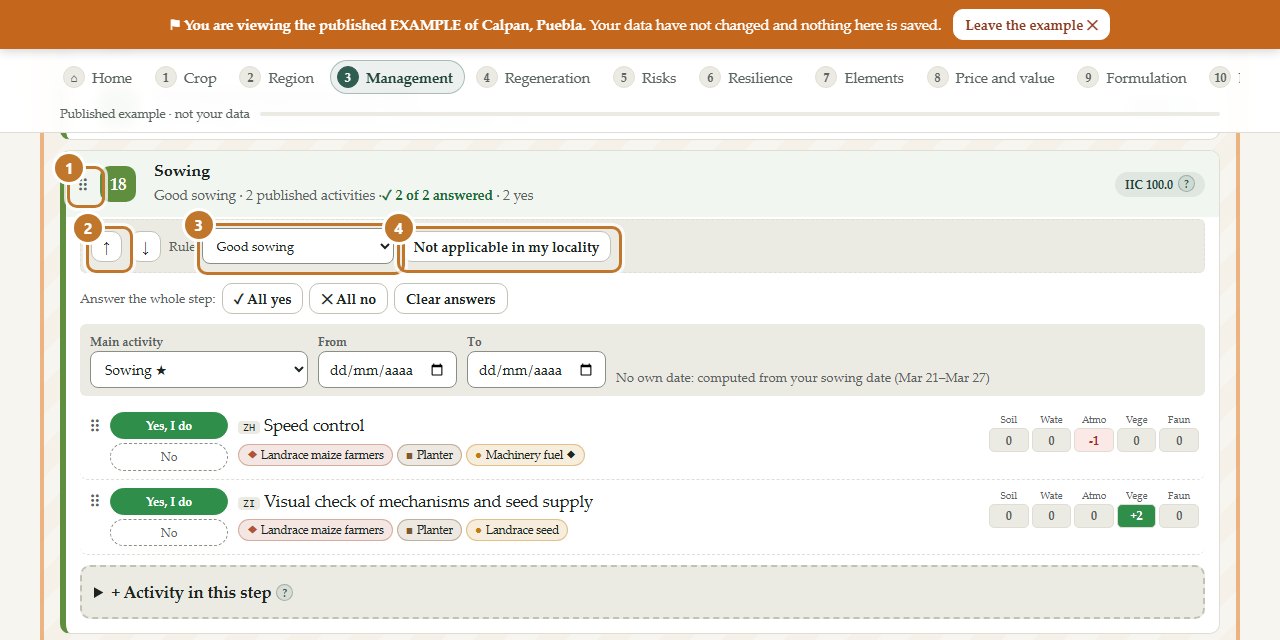 ⚑ You are viewing the published EXAMPLE of Calpan, Puebla. Your data have not changed and nothing here is saved. Leave the example ✕
⌂ Home 1 Crop 2 Region 3 Management 4 Regeneration 5 Risks 6 Resilience 7 Elements 8 Price and value 9 Formulation 10
Published example · not your data
1
18
Sowing
Good sowing · 2 published activities · ✓ 2 of 2 answered · 2 yes
IIC 100.0 ?
2 3 4
↑ ↓ Rule Good sowing Not applicable in my locality
Answer the whole step: ✓ All yes ✕ All no Clear answers
Main activity From To
Sowing ★ dd/mm/aaaa dd/mm/aaaa No own date: computed from your sowing date (Mar 21–Mar 27)
Yes, I do ZH Speed control Soil Wate Atmo Vege Faun
No ◆ Landrace maize farmers ■ Planter ● Machinery fuel ◆ 0 0 -1 0 0
Yes, I do ZI Visual check of mechanisms and seed supply Soil Wate Atmo Vege Faun
No ◆ Landrace maize farmers ■ Planter ● Landrace seed 0 0 0 +2 0
▶ + Activity in this step ?